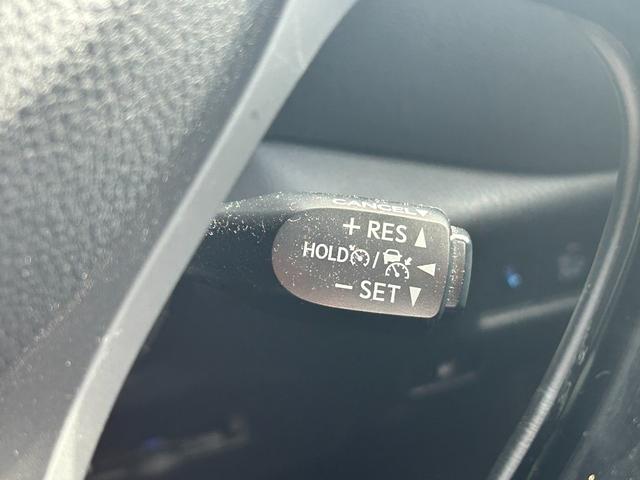 CANCEL
+ RES
HOLD /
− SET